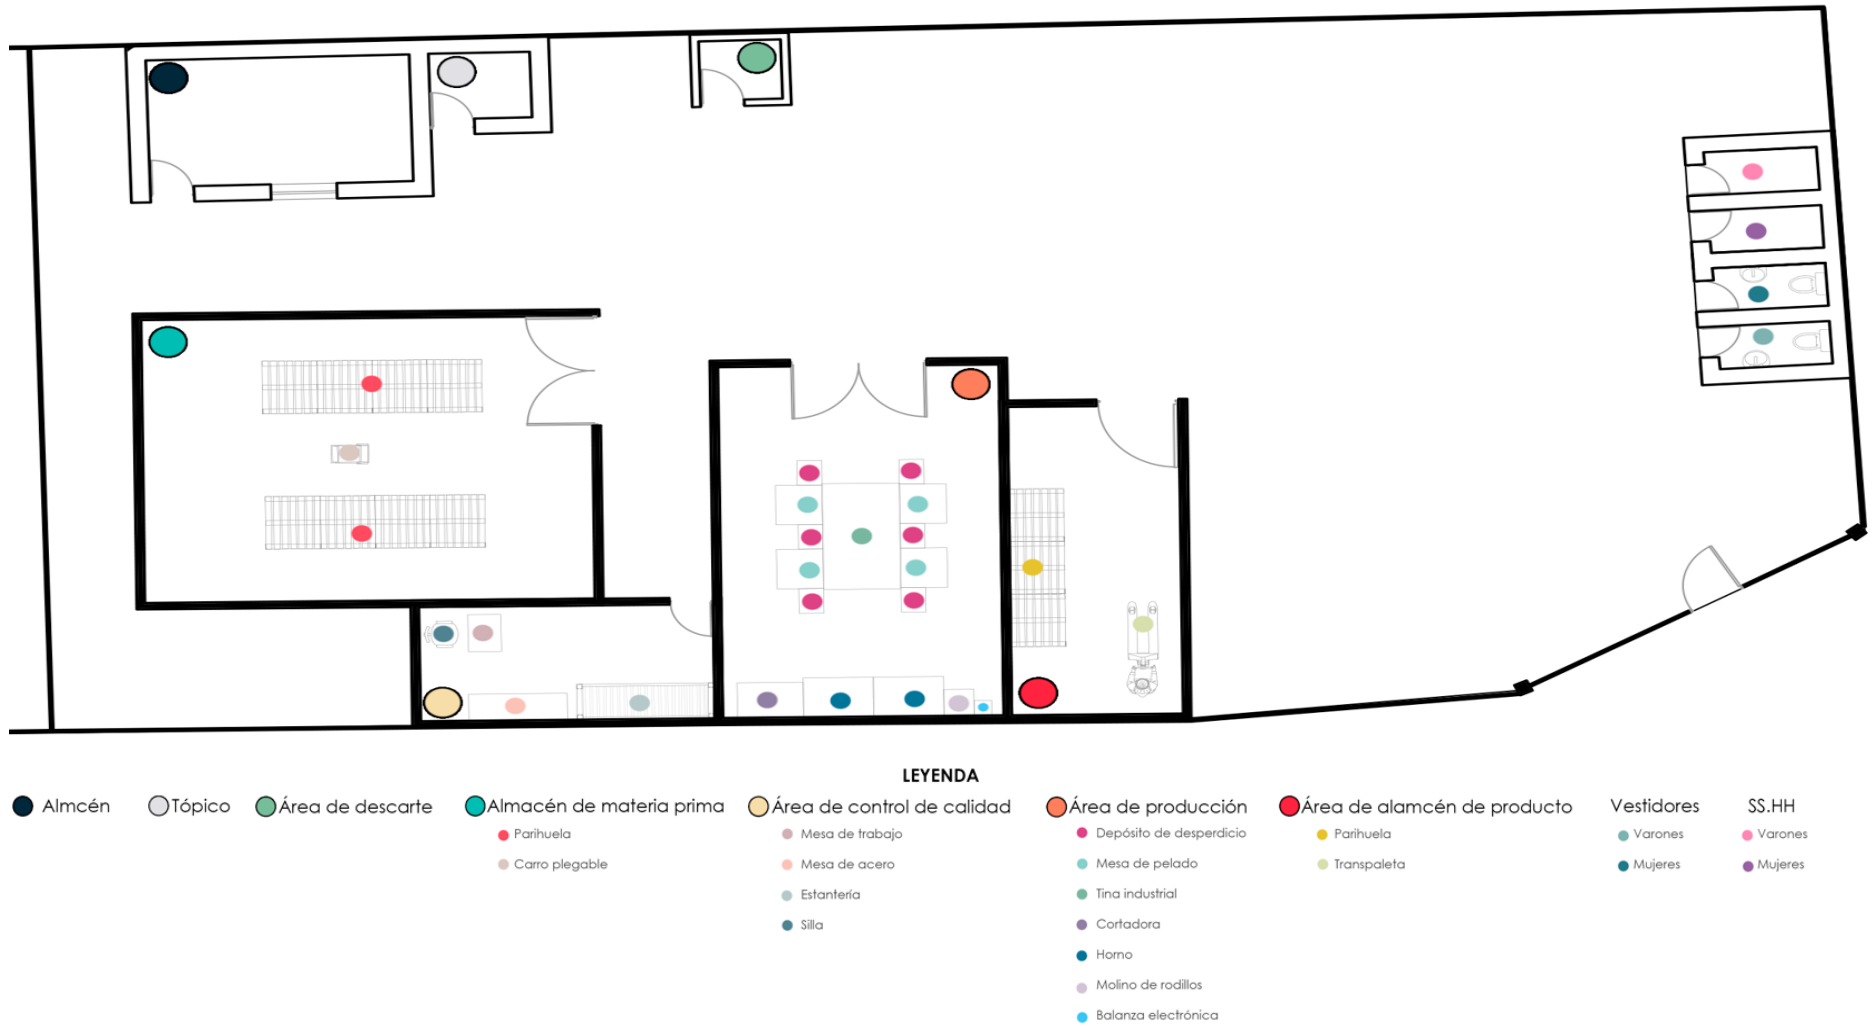 LEYENDA
Almcén
Tópico
Área de descarte
Almacén de materia prima
Parihuela
Carro plegable
Área de control de calidad
Mesa de trabajo
Mesa de acero
Estantería
Silla
Área de producción
Depósito de desperdicio
Mesa de pelado
Tina industrial
Cortadora
Horno
Molino de rodillos
Balanza electrónica
Área de alamcén de producto
Parihuela
Transpaleta
Vestidores
Varones
Mujeres
SS.HH
Varones
Mujeres